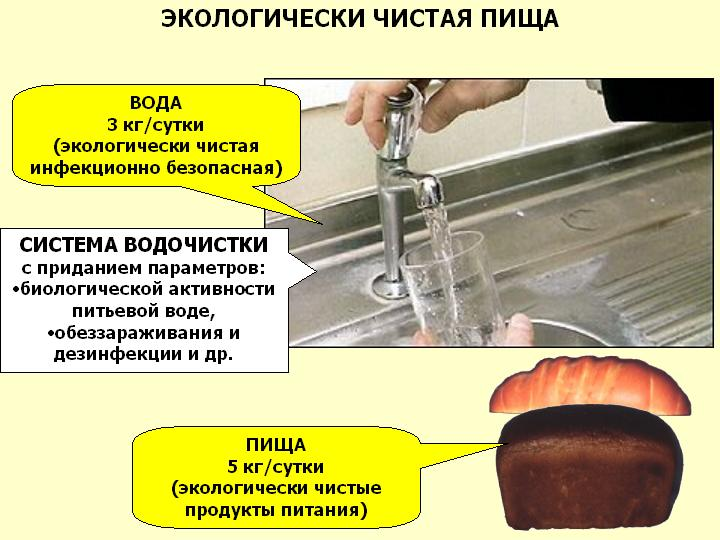 ЭКОЛОГИЧЕСКИ ЧИСТАЯ ПИЩА
ВОДА
3 кг/сутки
(экологически чистая
инфекционно безопасная)
СИСТЕМА ВОДОЧИСТКИ
с приданием параметров:
•биологической активности
питьевой воде,
•обеззараживания и
дезинфекции и др.
ПИЩА
5 кг/сутки
(экологически чистые
продукты питания)